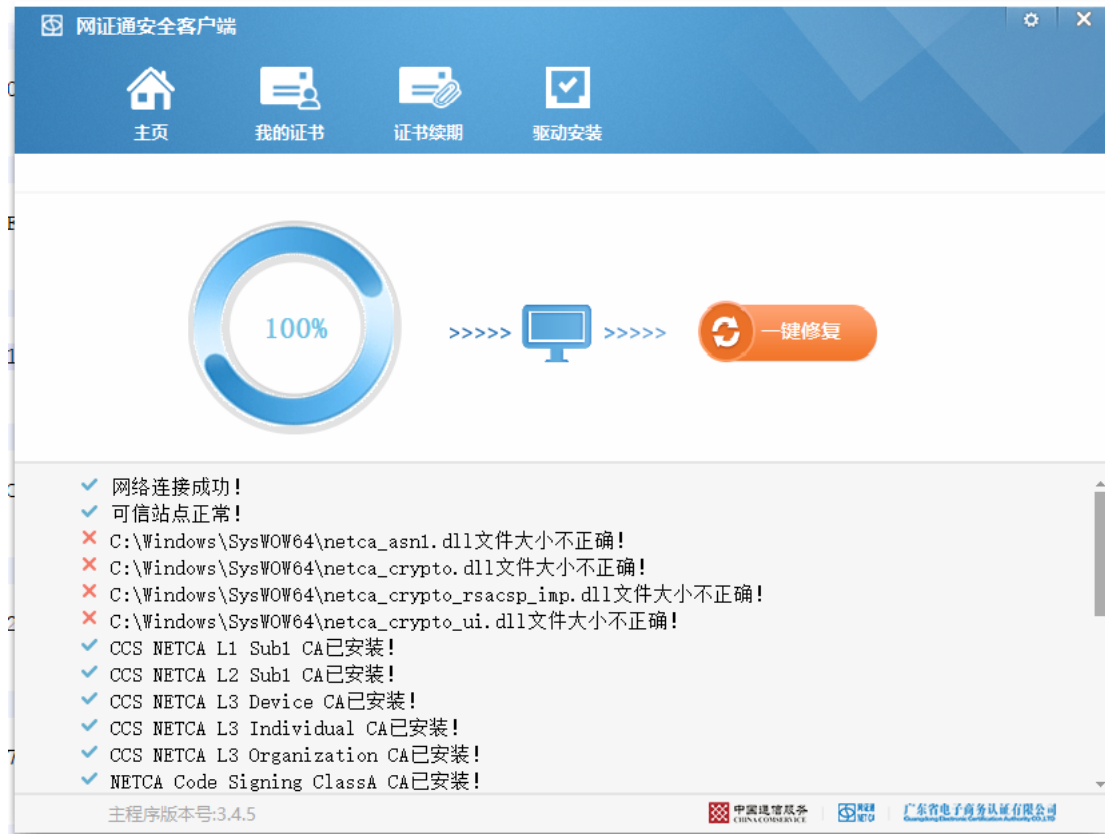 网证通安全客户端
主页 我的证书 证书续期 驱动安装
100% >>>>> >>>>> 一键修复
网络连接成功!
可信站点正常!
C:\Windows\SysWOW64\netca_asn1.dll文件大小不正确!
C:\Windows\SysWOW64\netca_crypto.dll文件大小不正确!
C:\Windows\SysWOW64\netca_crypto_rsacsp_imp.dll文件大小不正确!
C:\Windows\SysWOW64\netca_crypto_ui.dll文件大小不正确!
CCS NETCA L1 Sub1 CA已安装!
CCS NETCA L2 Sub1 CA已安装!
CCS NETCA L3 Device CA已安装!
CCS NETCA L3 Individual CA已安装!
CCS NETCA L3 Organization CA已安装!
NETCA Code Signing ClassA CA已安装!
主程序版本号:3.4.5 中国通信服务 CHINA COMSERVICE 网证通 NETCA 广东省电子商务认证有限公司